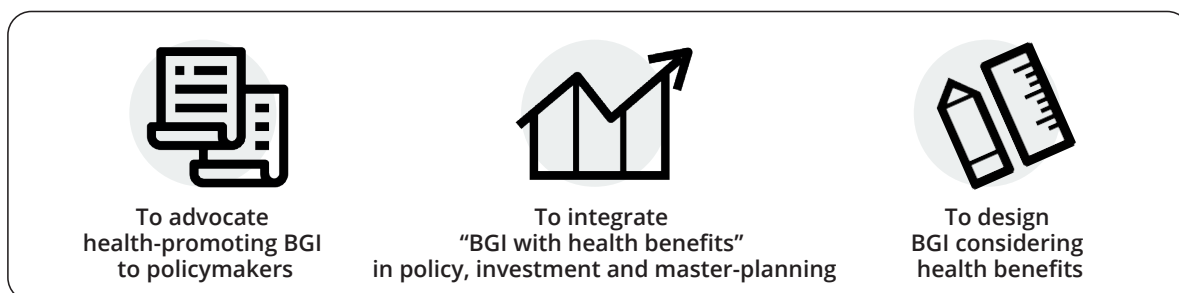 To advocate
health-promoting BGI
to policymakers
To integrate
“BGI with health benefits”
in policy, investment and master-planning
To design
BGI considering
health benefits